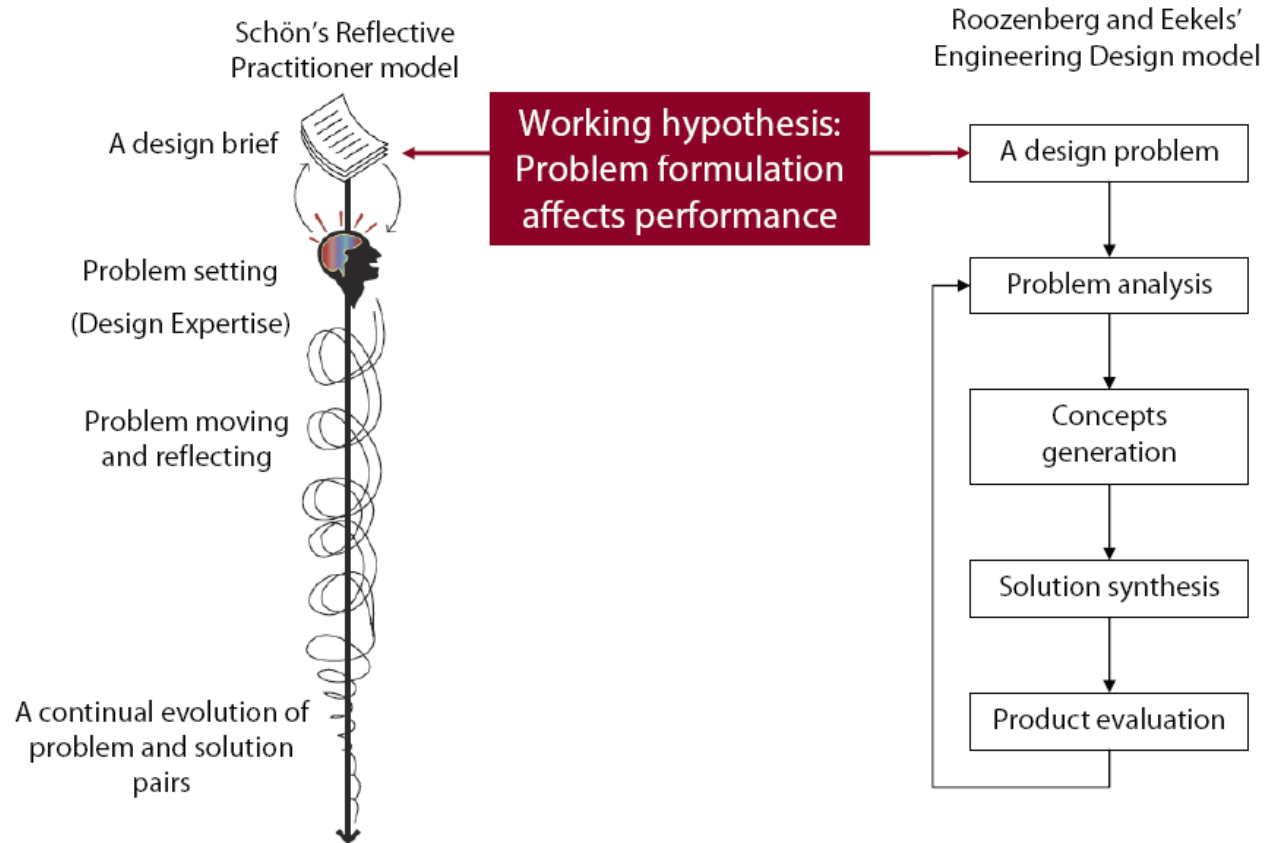 Schön’s Reflective
Practitioner model
A design brief
Problem setting
(Design Expertise)
Problem moving
and reflecting
A continual evolution of
problem and solution
pairs
Working hypothesis:
Problem formulation
affects performance
Roozenberg and Eekels’
Engineering Design model
A design problem
Problem analysis
Concepts
generation
Solution synthesis
Product evaluation